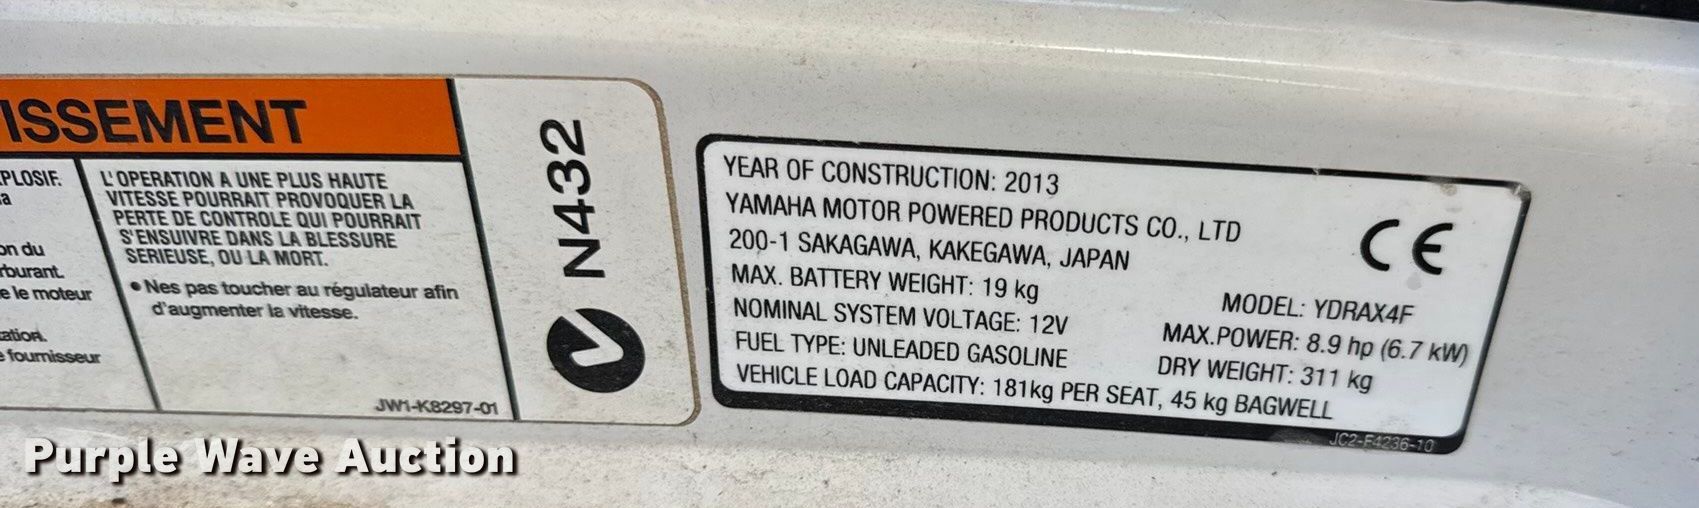 ISSEMENT
PLOSIF.
a
on du
rburant.
e le moteur
ation.
e fournisseur
L'OPERATION A UNE PLUS HAUTE
VITESSE POURRAIT PROVOQUER LA
PERTE DE CONTROLE QUI POURRAIT
S'ENSUIVRE DANS LA BLESSURE
SERIEUSE, OU LA MORT.
• Nes pas toucher au régulateur afin
d'augmenter la vitesse.
JW1-K8297-01
N432
YEAR OF CONSTRUCTION: 2013
YAMAHA MOTOR POWERED PRODUCTS CO., LTD
200-1 SAKAGAWA, KAKEGAWA, JAPAN
MAX. BATTERY WEIGHT: 19 kg
NOMINAL SYSTEM VOLTAGE: 12V
FUEL TYPE: UNLEADED GASOLINE
VEHICLE LOAD CAPACITY: 181kg PER SEAT, 45 kg BAGWELL
CE
MODEL: YDRAX4F
MAX.POWER: 8.9 hp (6.7 kW)
DRY WEIGHT: 311 kg
JC2-F4236-10
Purple Wave Auction